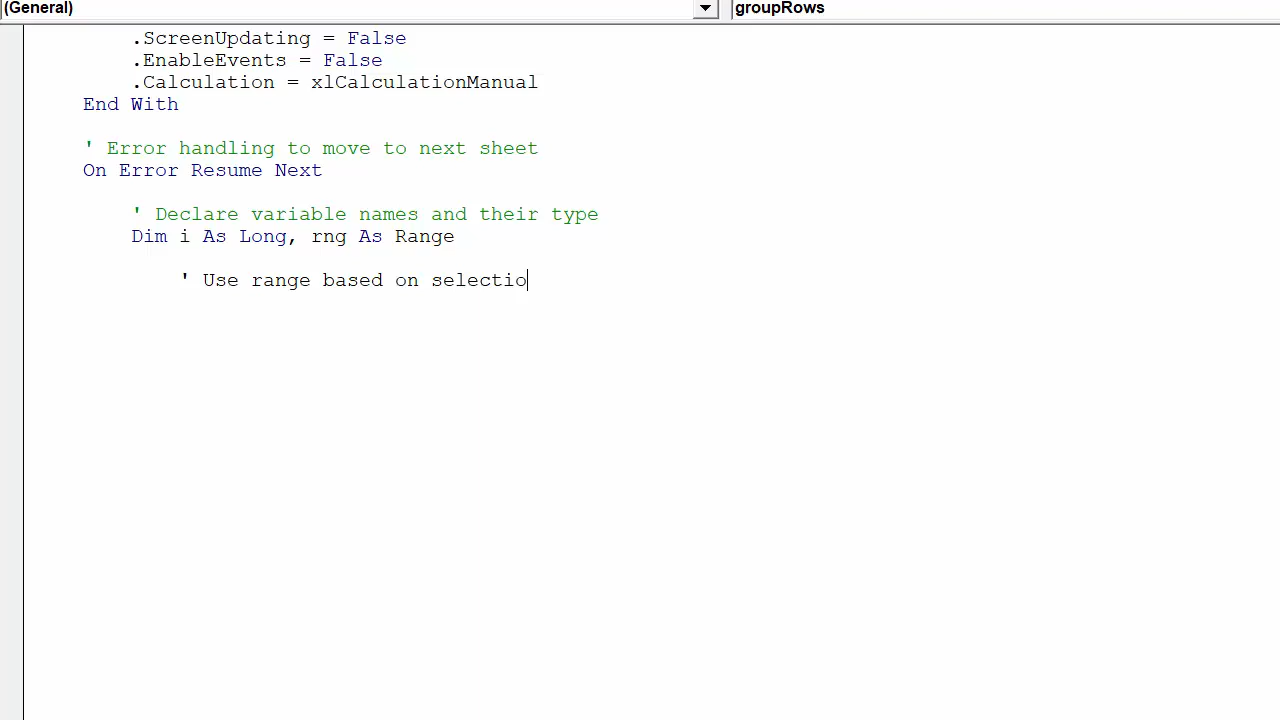 (General)
groupRows
.ScreenUpdating = False
.EnableEvents = False
.Calculation = xlCalculationManual
End With
' Error handling to move to next sheet
On Error Resume Next
' Declare variable names and their type
Dim i As Long, rng As Range
' Use range based on selectio